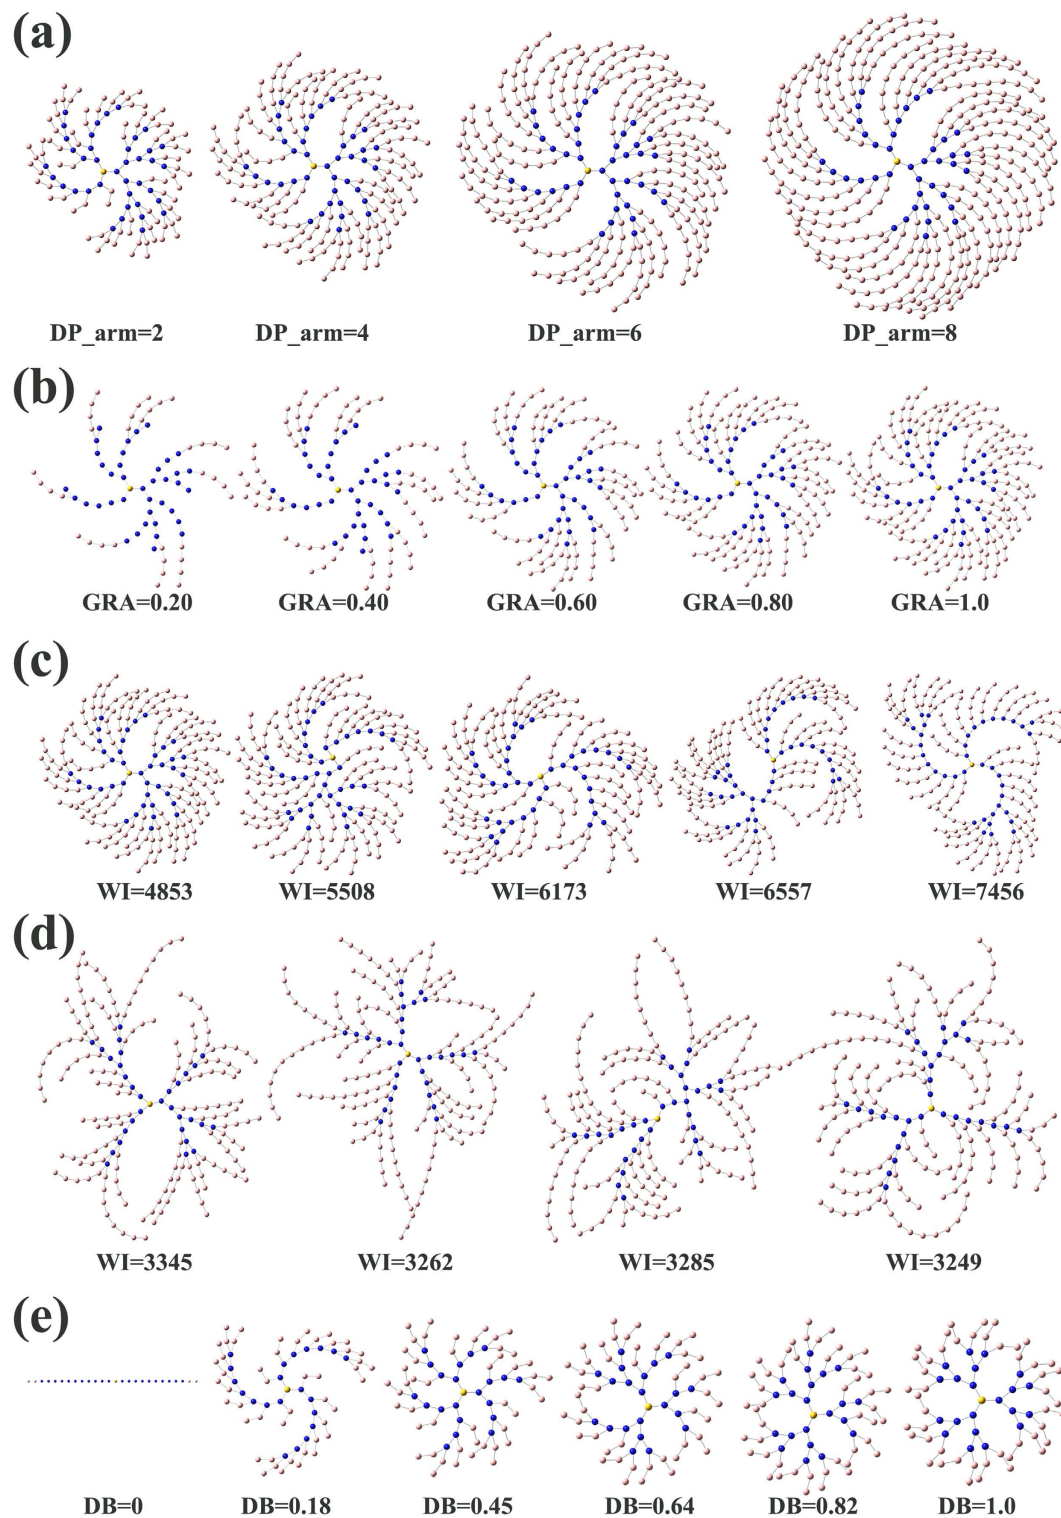 (a)
DP_arm=2 DP_arm=4 DP_arm=6 DP_arm=8
(b)
GRA=0.20 GRA=0.40 GRA=0.60 GRA=0.80 GRA=1.0
(c)
WI=4853 WI=5508 WI=6173 WI=6557 WI=7456
(d)
WI=3345 WI=3262 WI=3285 WI=3249
(e)
DB=0 DB=0.18 DB=0.45 DB=0.64 DB=0.82 DB=1.0